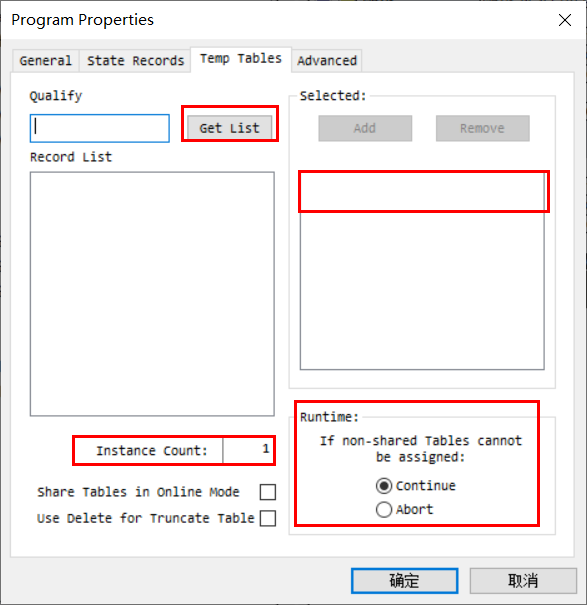 Program Properties
General State Records Temp Tables Advanced
Qualify
Get List
Record List
Instance Count: 1
Share Tables in Online Mode
Use Delete for Truncate Table
Selected:
Add Remove
Runtime:
If non-shared Tables cannot
be assigned:
Continue
Abort
确定 取消